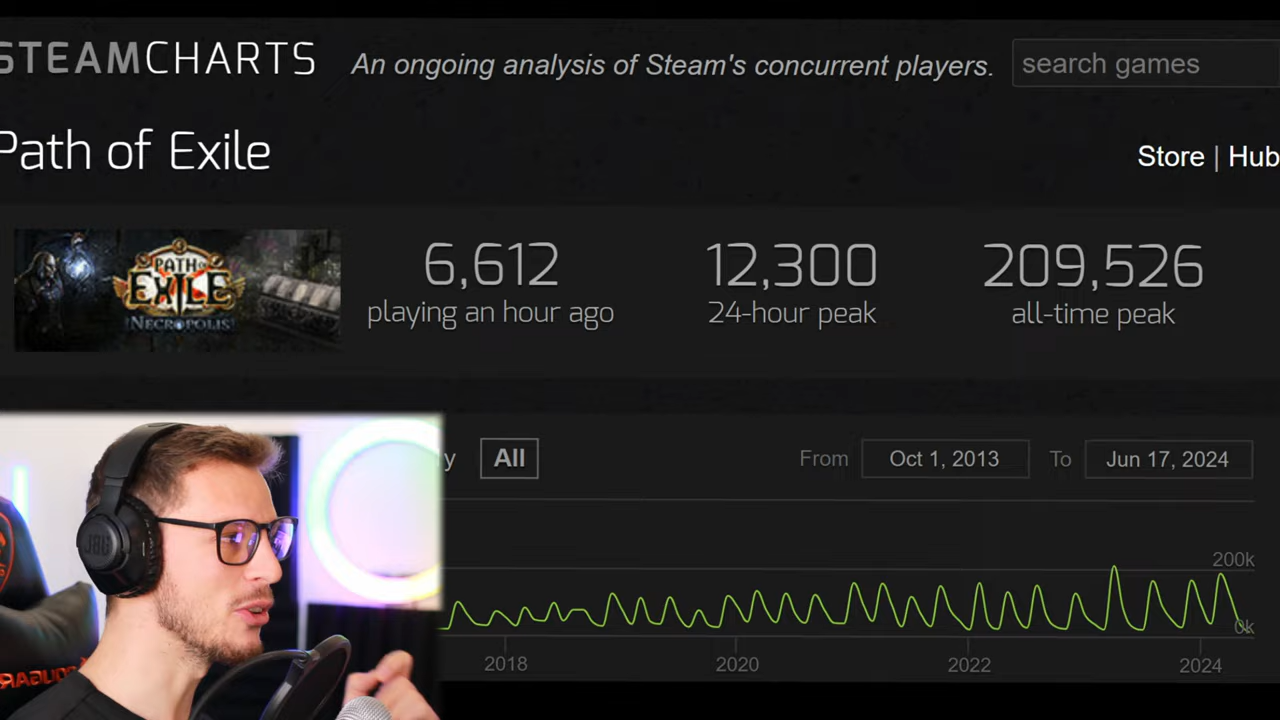 STEAMCHARTS
An ongoing analysis of Steam's concurrent players.
search games
Path of Exile
Store | Hub
PATH OF
EXILE
NECROPOLIS
6,612
playing an hour ago
12,300
24-hour peak
209,526
all-time peak
y
All
From
Oct 1, 2013
To
Jun 17, 2024
200k
0k
2018
2020
2022
2024
JBL
COUGAR